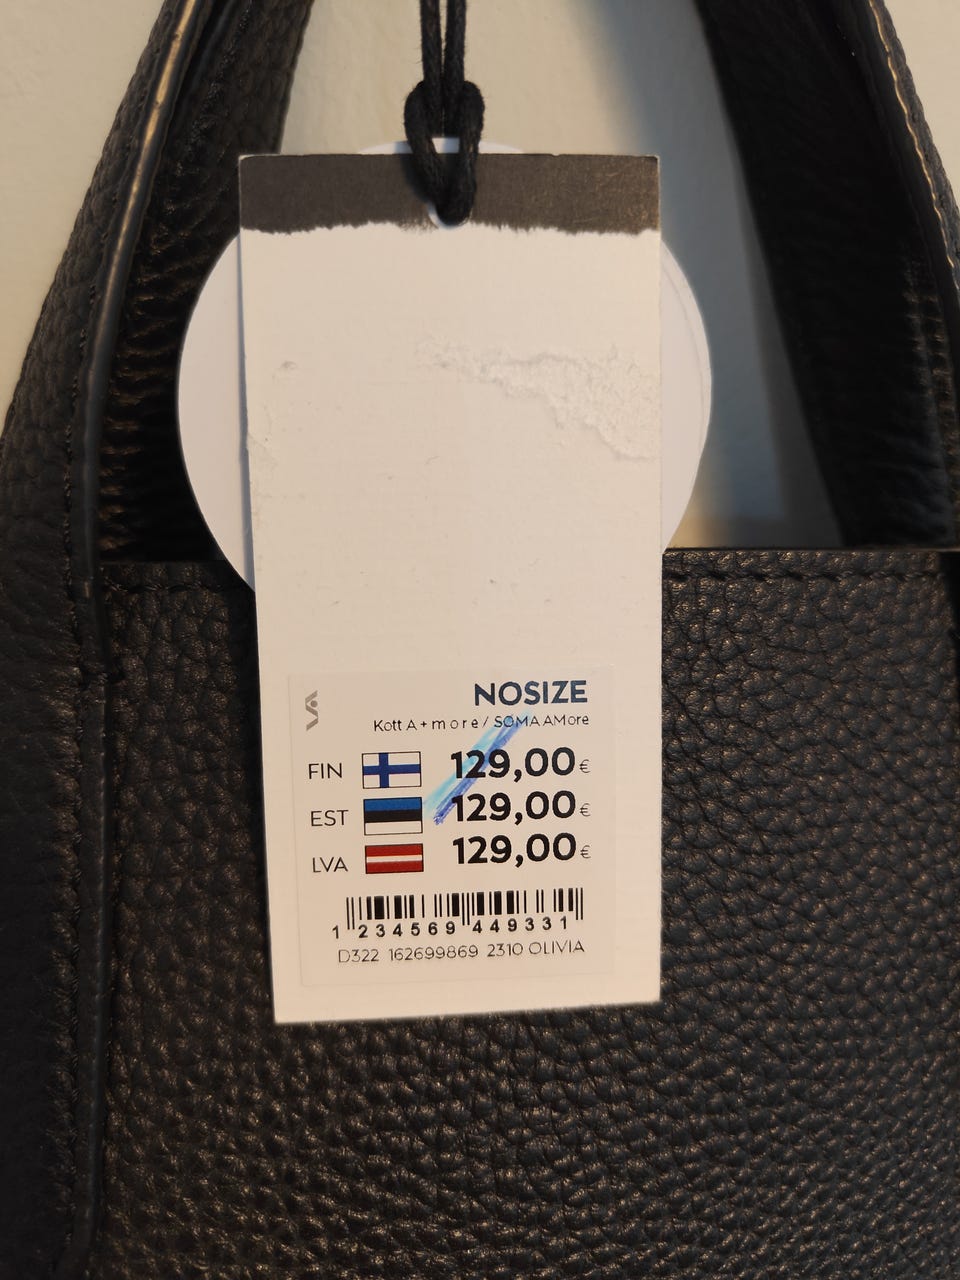 NOSIZE
Kott A+more/ SOMA AMore
FIN 129,00€
EST 129,00€
LVA 129,00€
1 234569 449331
D322 162699869 2310 OLIVIA